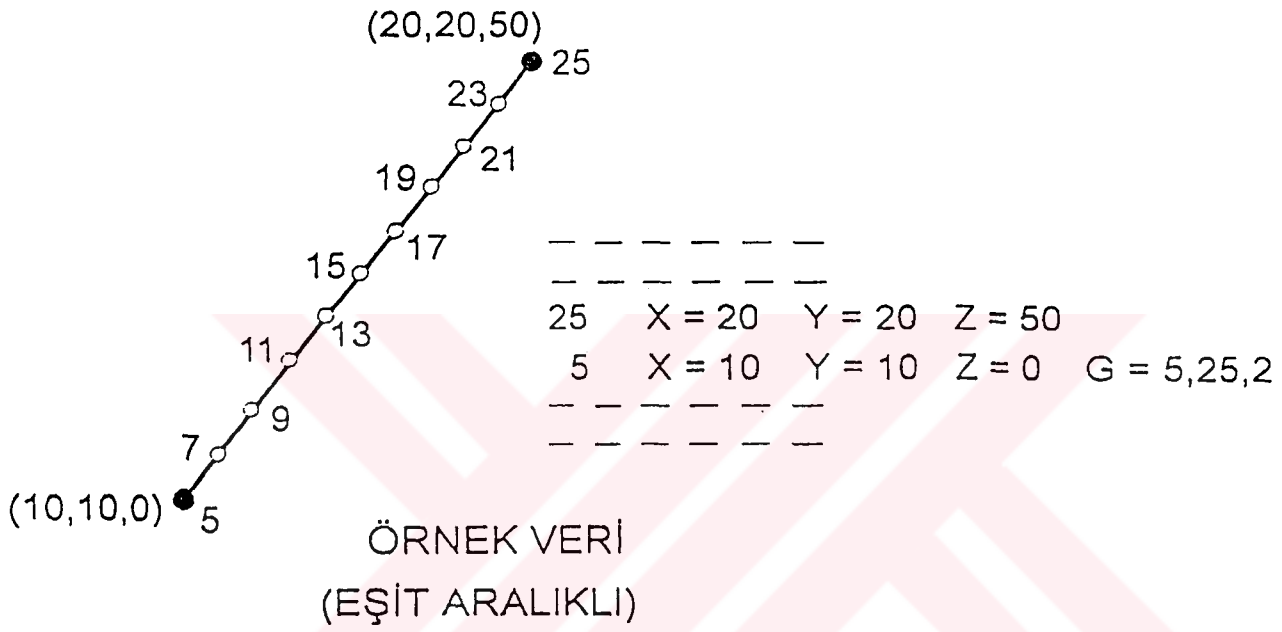 (20,20,50)
25
23
21
19
17
15
13
11
9
7
(10,10,0) 5
— — — — — —
— — — — — —
25 X = 20 Y = 20 Z = 50
5 X = 10 Y = 10 Z = 0 G = 5,25,2
— — — — — —
— — — — — —
ÖRNEK VERİ
(EŞİT ARALIKLI)